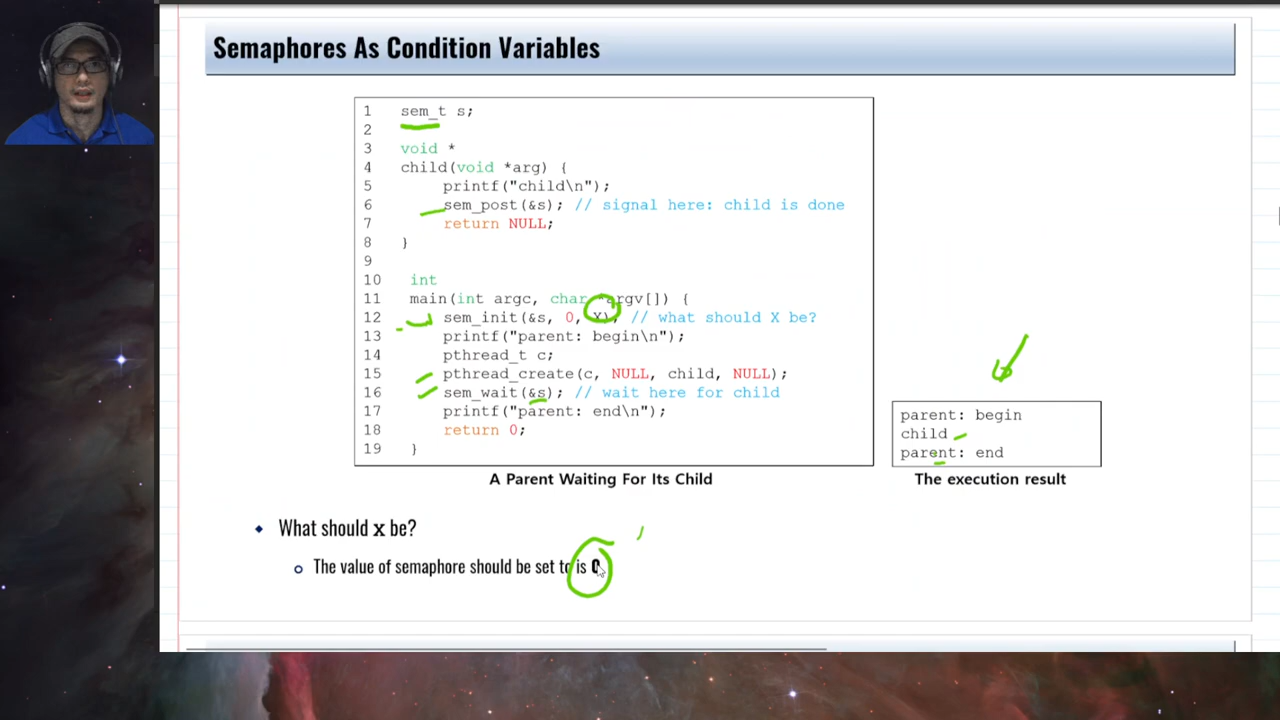 Semaphores As Condition Variables
1 sem_t s;
2
3 void *
4 child(void *arg) {
5 printf("child\n");
6 sem_post(&s); // signal here: child is done
7 return NULL;
8 }
9
10 int
11 main(int argc, char *argv[]) {
12 sem_init(&s, 0, X); // what should X be?
13 printf("parent: begin\n");
14 pthread_t c;
15 pthread_create(c, NULL, child, NULL);
16 sem_wait(&s); // wait here for child
17 printf("parent: end\n");
18 return 0;
19 }
parent: begin
child
parent: end
A Parent Waiting For Its Child
The execution result
What should x be?
The value of semaphore should be set to is 0